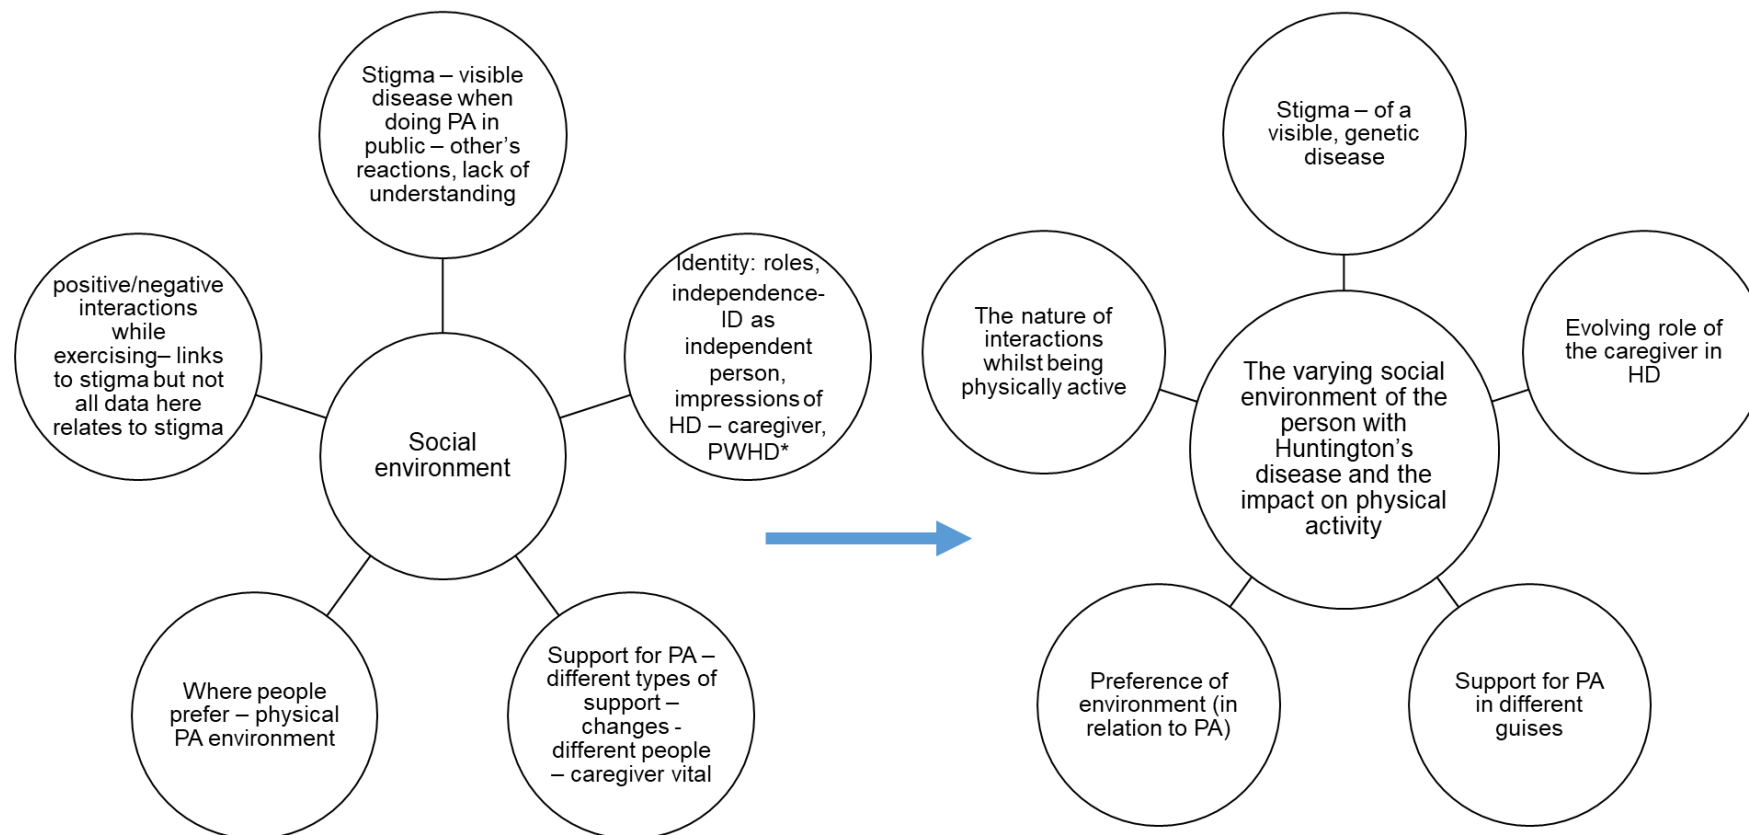 Stigma – visible
disease when
doing PA in
public – other's
reactions, lack of
understanding
positive/negative
interactions
while
exercising– links
to stigma but not
all data here
relates to stigma
Identity: roles,
independence-
ID as
independent
person,
impressions of
HD – caregiver,
PWHD*
Social
environment
Where people
prefer – physical
PA environment
Support for PA –
different types of
support –
changes -
different people
– caregiver vital
Stigma – of a
visible, genetic
disease
The nature of
interactions
whilst being
physically active
Evolving role of
the caregiver in
HD
The varying social
environment of the
person with
Huntington's
disease and the
impact on physical
activity
Preference of
environment (in
relation to PA)
Support for PA
in different
guises